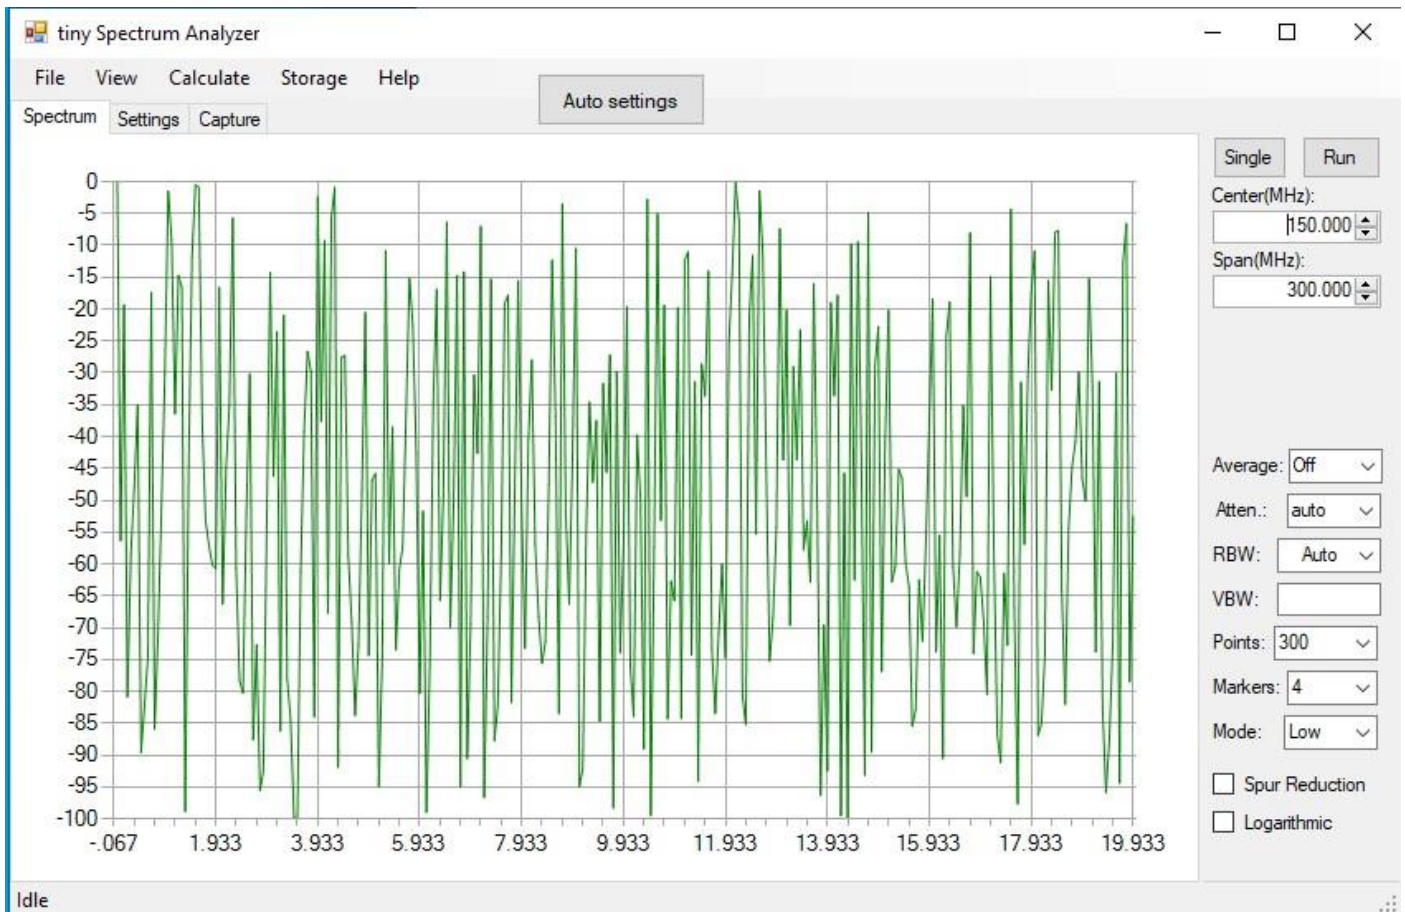 tiny Spectrum Analyzer
File View Calculate Storage Help
Auto settings
Spectrum Settings Capture
Single Run
Center(MHz):
150.000
Span(MHz):
300.000
Average: Off
Atten.: auto
RBW: Auto
VBW:
Points: 300
Markers: 4
Mode: Low
Spur Reduction
Logarithmic
0
-5
-10
-15
-20
-25
-30
-35
-40
-45
-50
-55
-60
-65
-70
-75
-80
-85
-90
-95
-100
-.067 1.933 3.933 5.933 7.933 9.933 11.933 13.933 15.933 17.933 19.933
Idle